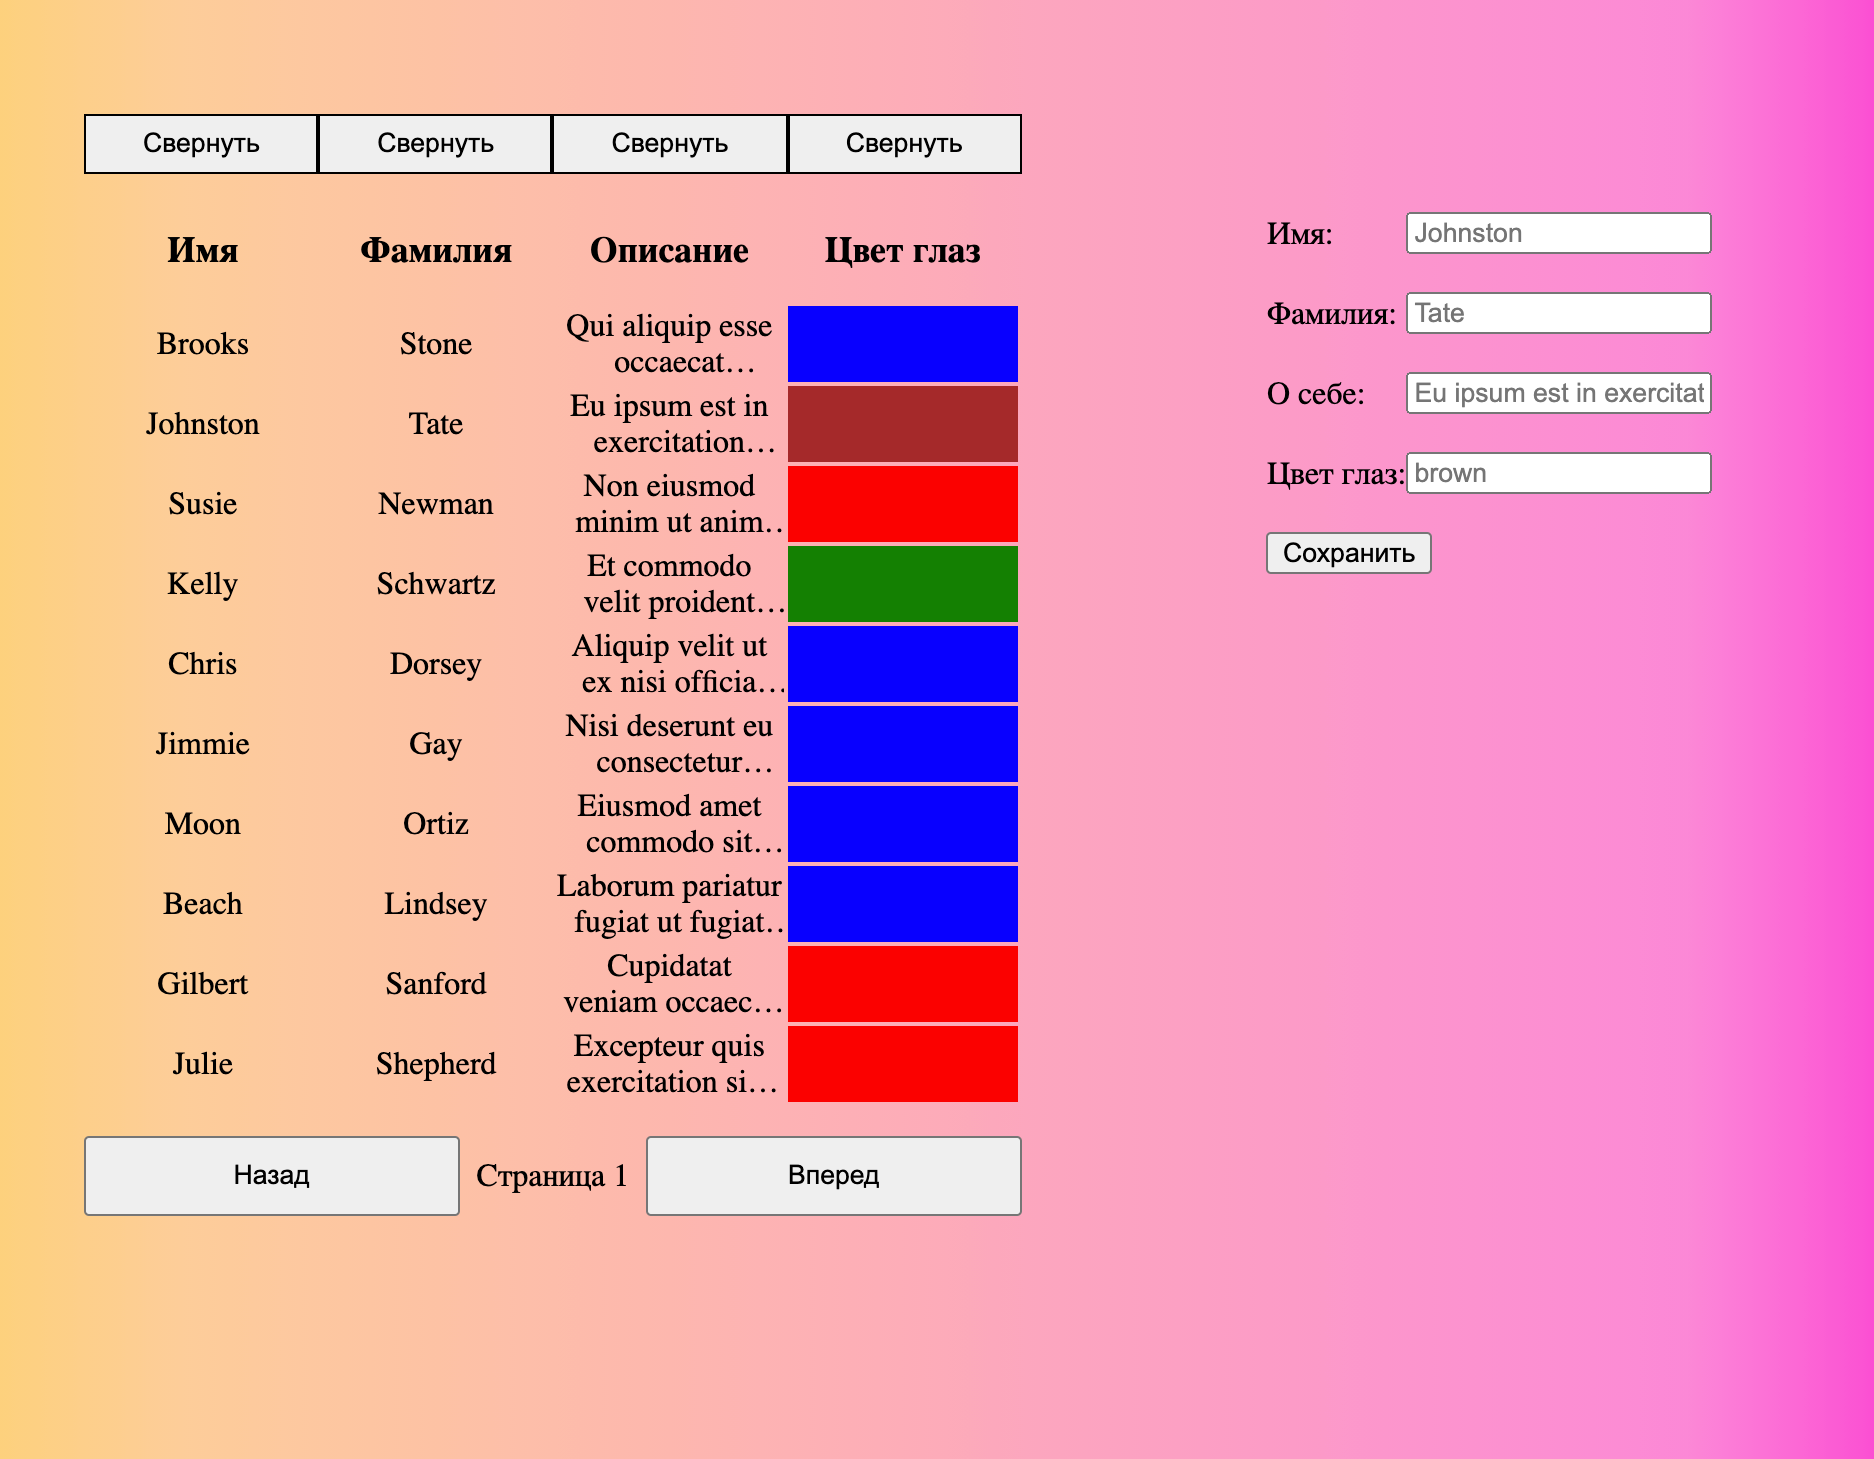 Свернуть Свернуть Свернуть Свернуть
Имя Фамилия Описание Цвет глаз
Brooks Stone Qui aliquip esse
occaecat…
Johnston Tate Eu ipsum est in
exercitation…
Susie Newman Non eiusmod
minim ut anim..
Kelly Schwartz Et commodo
velit proident…
Chris Dorsey Aliquip velit ut
ex nisi officia…
Jimmie Gay Nisi deserunt eu
consectetur…
Moon Ortiz Eiusmod amet
commodo sit…
Beach Lindsey Laborum pariatur
fugiat ut fugiat..
Gilbert Sanford Cupidatat
veniam occaec…
Julie Shepherd Excepteur quis
exercitation si…
Назад Страница 1 Вперед
Имя: Johnston
Фамилия: Tate
О себе: Eu ipsum est in exercitat
Цвет глаз: brown
Сохранить